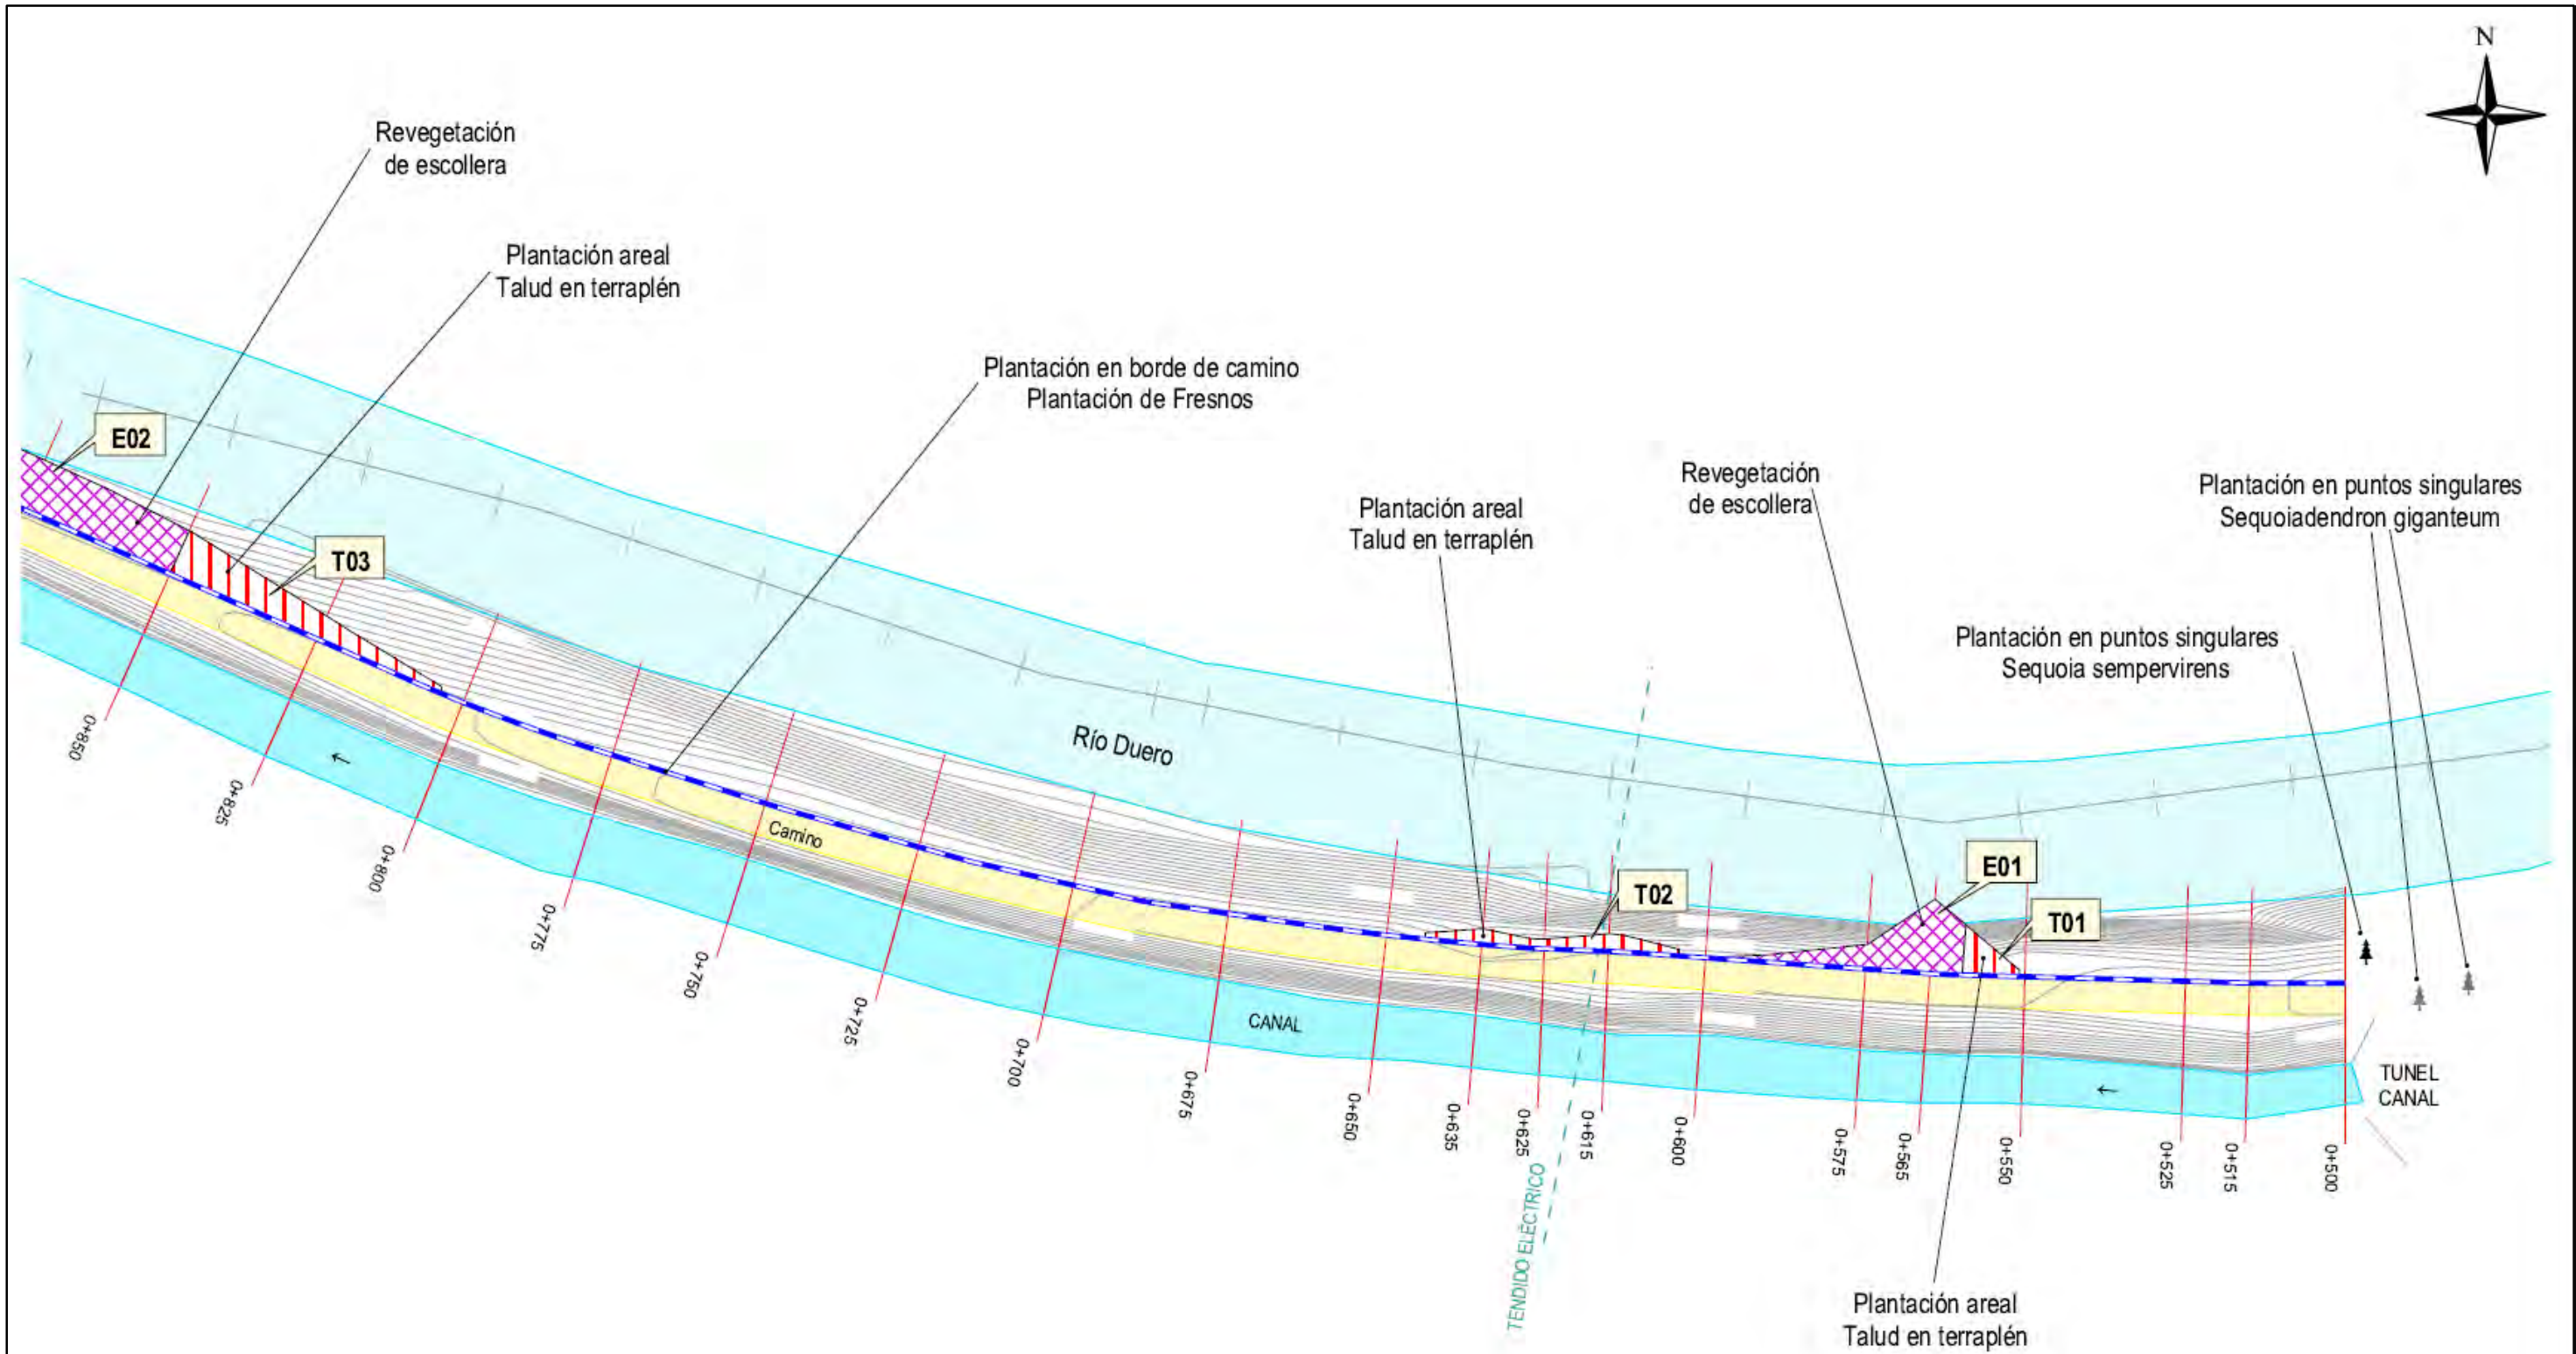 N
Revegetación
de escollera
Plantación areal
Talud en terraplén
Plantación en borde de camino
Plantación de Fresnos
Plantación areal
Talud en terraplén
Revegetación
de escollera
Plantación en puntos singulares
Sequoiadendron giganteum
Plantación en puntos singulares
Sequoia sempervirens
E02
T03
Río Duero
Camino
T02
E01
T01
CANAL
TUNEL
CANAL
0+850
0+825
0+800
0+775
0+750
0+725
0+700
0+675
0+650
0+635
0+625
0+615
0+600
0+575
0+565
0+550
0+525
0+515
0+500
TENDIDO ELÉCTRICO
Plantación areal
Talud en terraplén